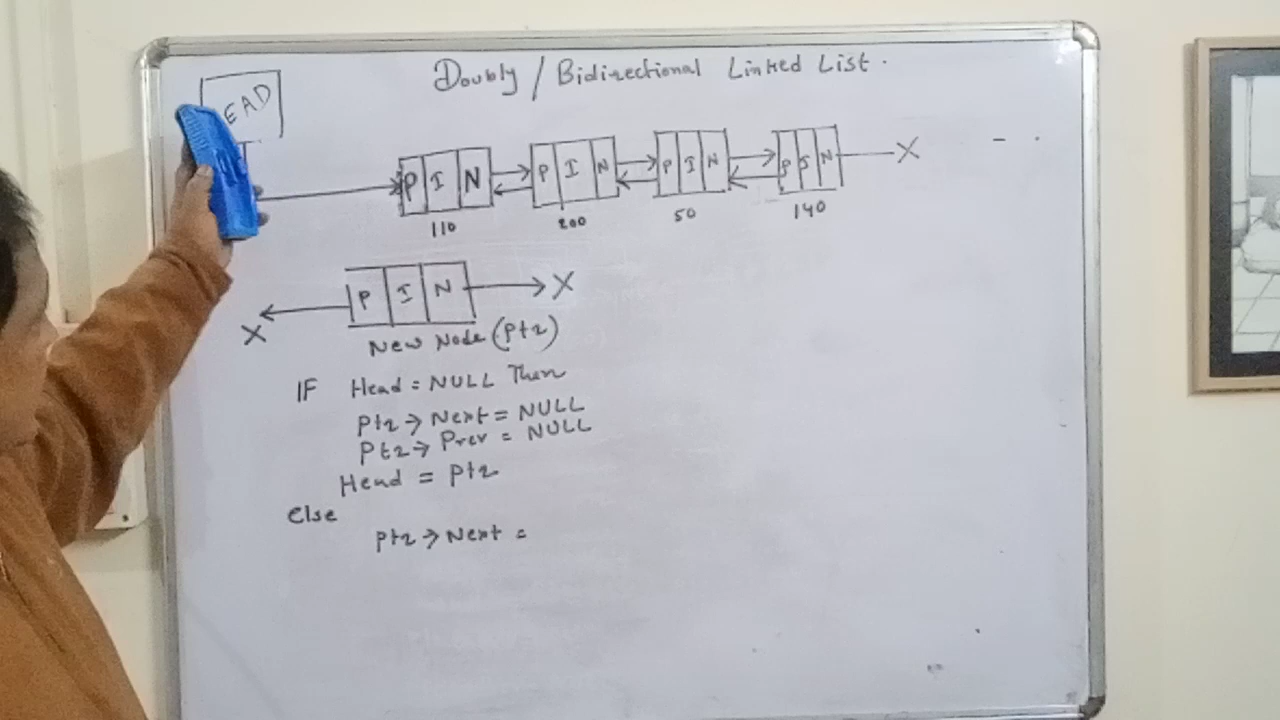 Doubly / Bidirectional Linked List.
EAD
P I N P I N P I N P I N X
110 200 50 140
X P I N X
New Node (Ptr)
IF Head = NULL Then
Ptr → Next = NULL
Ptr → Prev = NULL
Head = Ptr
Else
Ptr → Next =